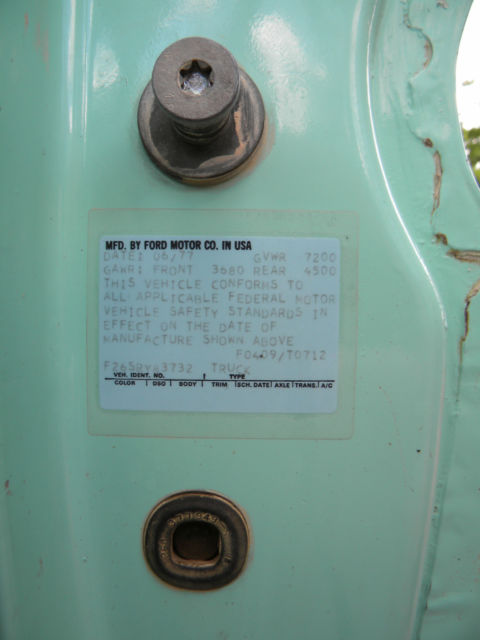 MFD. BY FORD MOTOR CO. IN USA
DATE: 06/77 GVWR 7200
GAWR: FRONT 3680 REAR 4500
THIS VEHICLE CONFORMS TO
ALL APPLICABLE FEDERAL MOTOR
VEHICLE SAFETY STANDARDS IN
EFFECT ON THE DATE OF
MANUFACTURE SHOWN ABOVE
F0409/T0712
TRUCK
VEH. IDENT. NO. TYPE
COLOR DSO BODY TRIM SCH. DATE AXLE TRANS. A/C